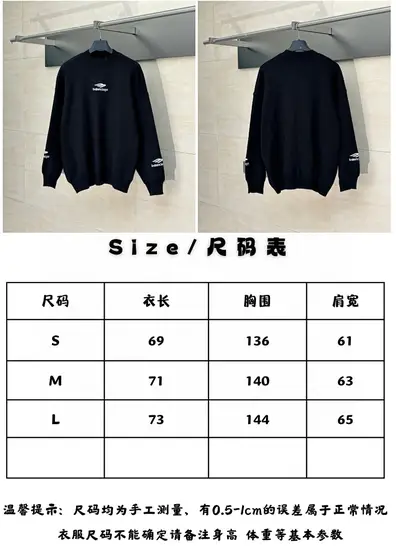 Size/尺码表
尺码 衣长 胸围 肩宽
S 69 136 61
M 71 140 63
L 73 144 65
温馨提示：尺码均为手工测量、有0.5-1cm的误差属于正常情况
衣服尺码不能确定请备注身高 体重等基本参数